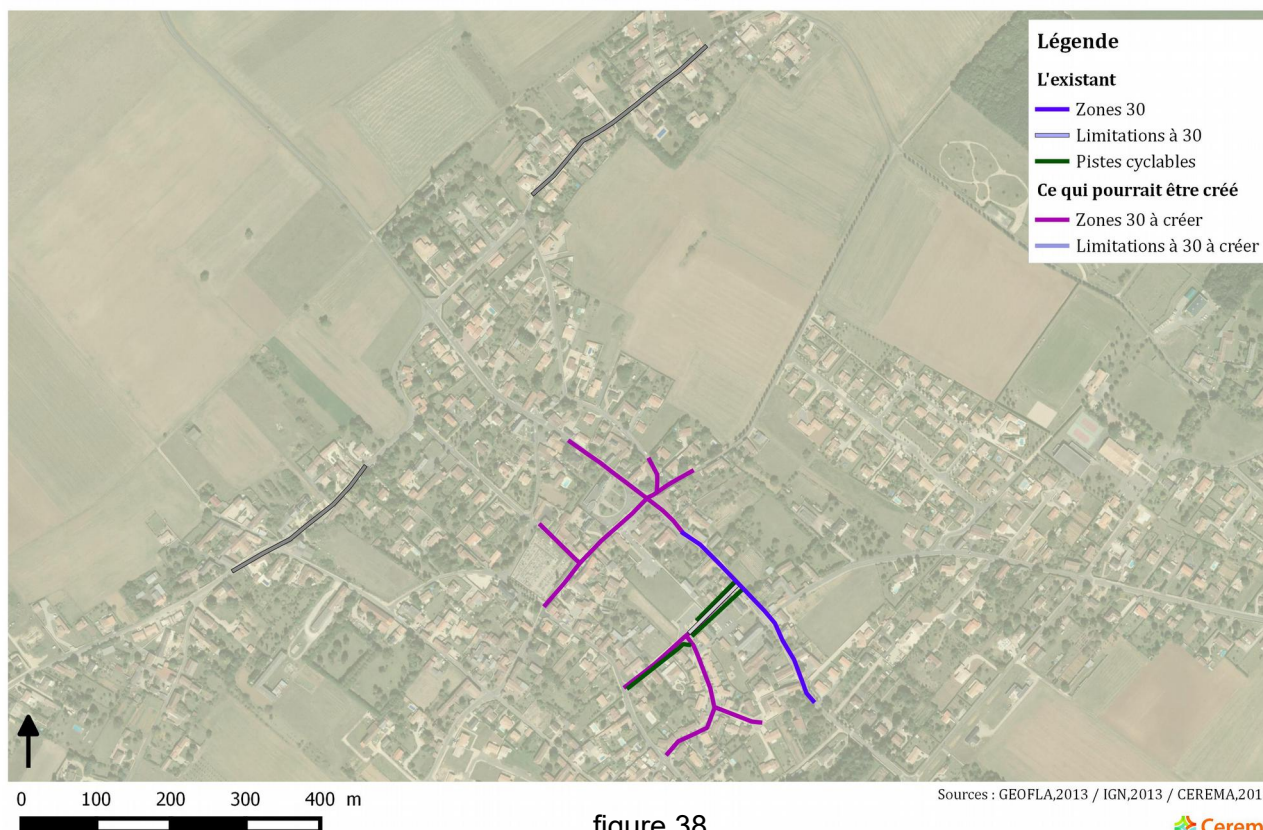 Légende
L'existant
Zones 30
Limitations à 30
Pistes cyclables
Ce qui pourrait être créé
Zones 30 à créer
Limitations à 30 à créer
0 100 200 300 400 m
Sources : GEOFLA,2013 / IGN,2013 / CEREMA,201
figure 38
Cerem